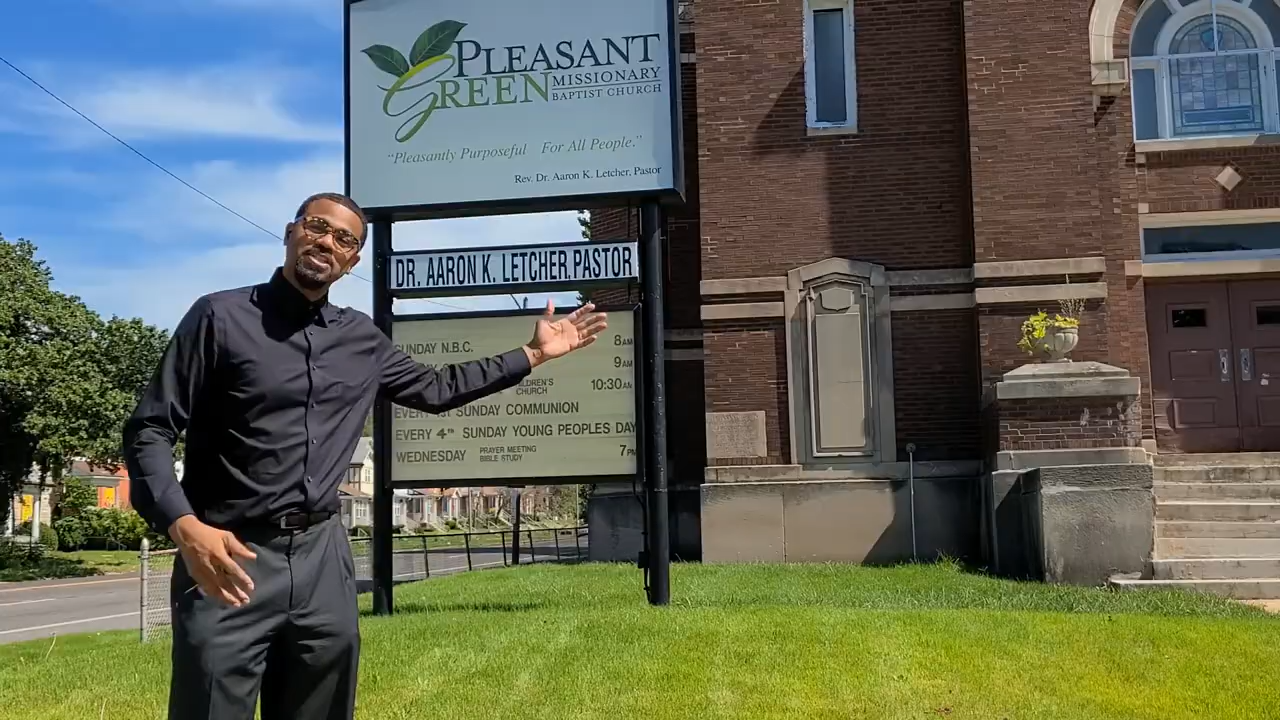 PLEASANT
GREEN MISSIONARY
BAPTIST CHURCH
"Pleasantly Purposeful For All People."
Rev. Dr. Aaron K. Letcher, Pastor
DR. AARON K. LETCHER, PASTOR
SUNDAY N.B.C. 8AM
9AM
CHILDREN'S
CHURCH 10:30AM
EVERY 1ST SUNDAY COMMUNION
EVERY 4TH SUNDAY YOUNG PEOPLES DAY
WEDNESDAY PRAYER MEETING
BIBLE STUDY 7PM